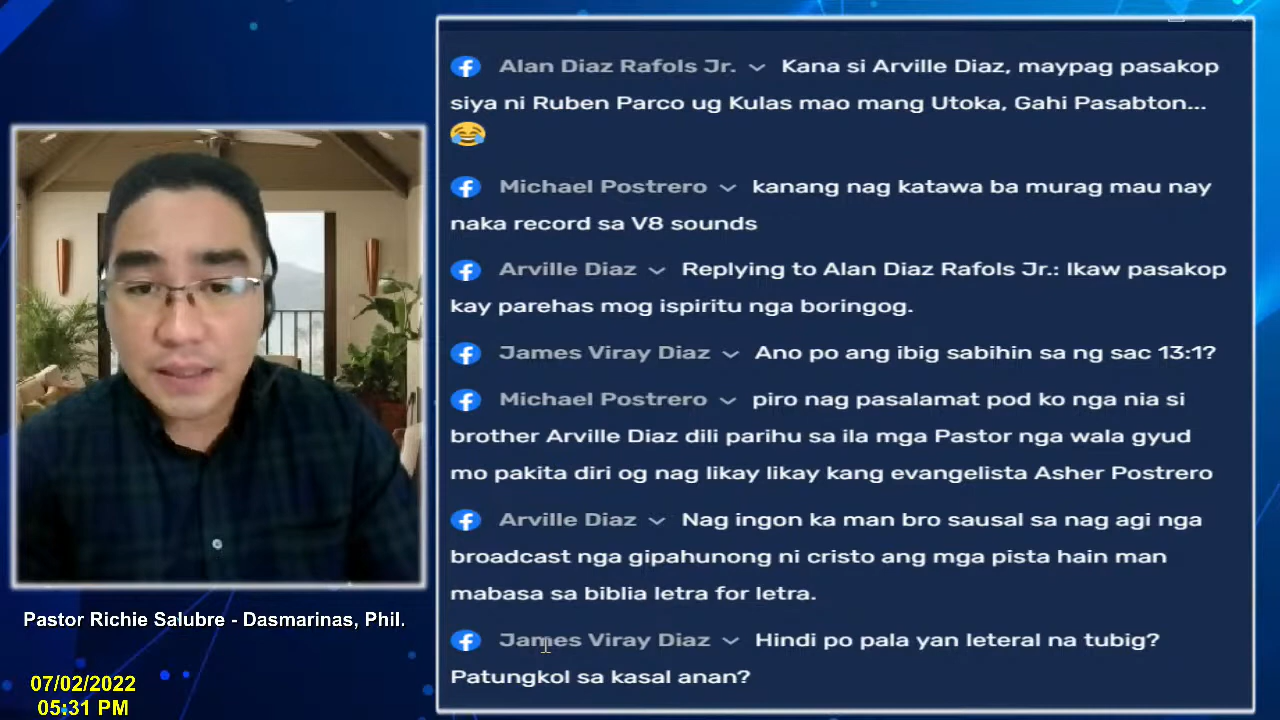 Alan Diaz Rafols Jr. Kana si Arville Diaz, maypag pasakop
siya ni Ruben Parco ug Kulas mao mang Utoka, Gahi Pasabton...
😂
Michael Postrero kanang nag katawa ba murag mau nay
naka record sa V8 sounds
Arville Diaz Replying to Alan Diaz Rafols Jr.: Ikaw pasakop
kay parehas mog ispiritu nga boringog.
James Viray Diaz Ano po ang ibig sabihin sa ng sac 13:1?
Michael Postrero piro nag pasalamat pod ko nga nia si
brother Arville Diaz dili parihu sa ila mga Pastor nga wala gyud
mo pakita diri og nag likay likay kang evangelista Asher Postrero
Arville Diaz Nag ingon ka man bro sausal sa nag agi nga
broadcast nga gipahunong ni cristo ang mga pista hain man
mabasa sa biblia letra for letra.
James Viray Diaz Hindi po pala yan leteral na tubig?
Patungkol sa kasal anan?
Pastor Richie Salubre - Dasmarinas, Phil.
07/02/2022
05:31 PM